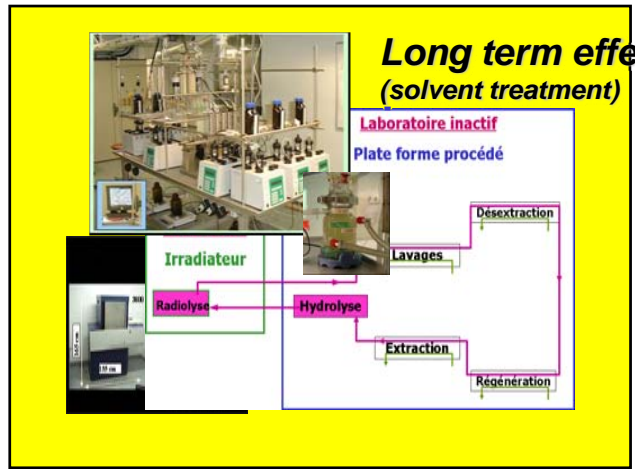 Long term effe
(solvent treatment)
Laboratoire inactif
Plate forme procédé
Désextraction
Lavages
Irradiateur
Radiolyse
Hydrolyse
Extraction
Régénération